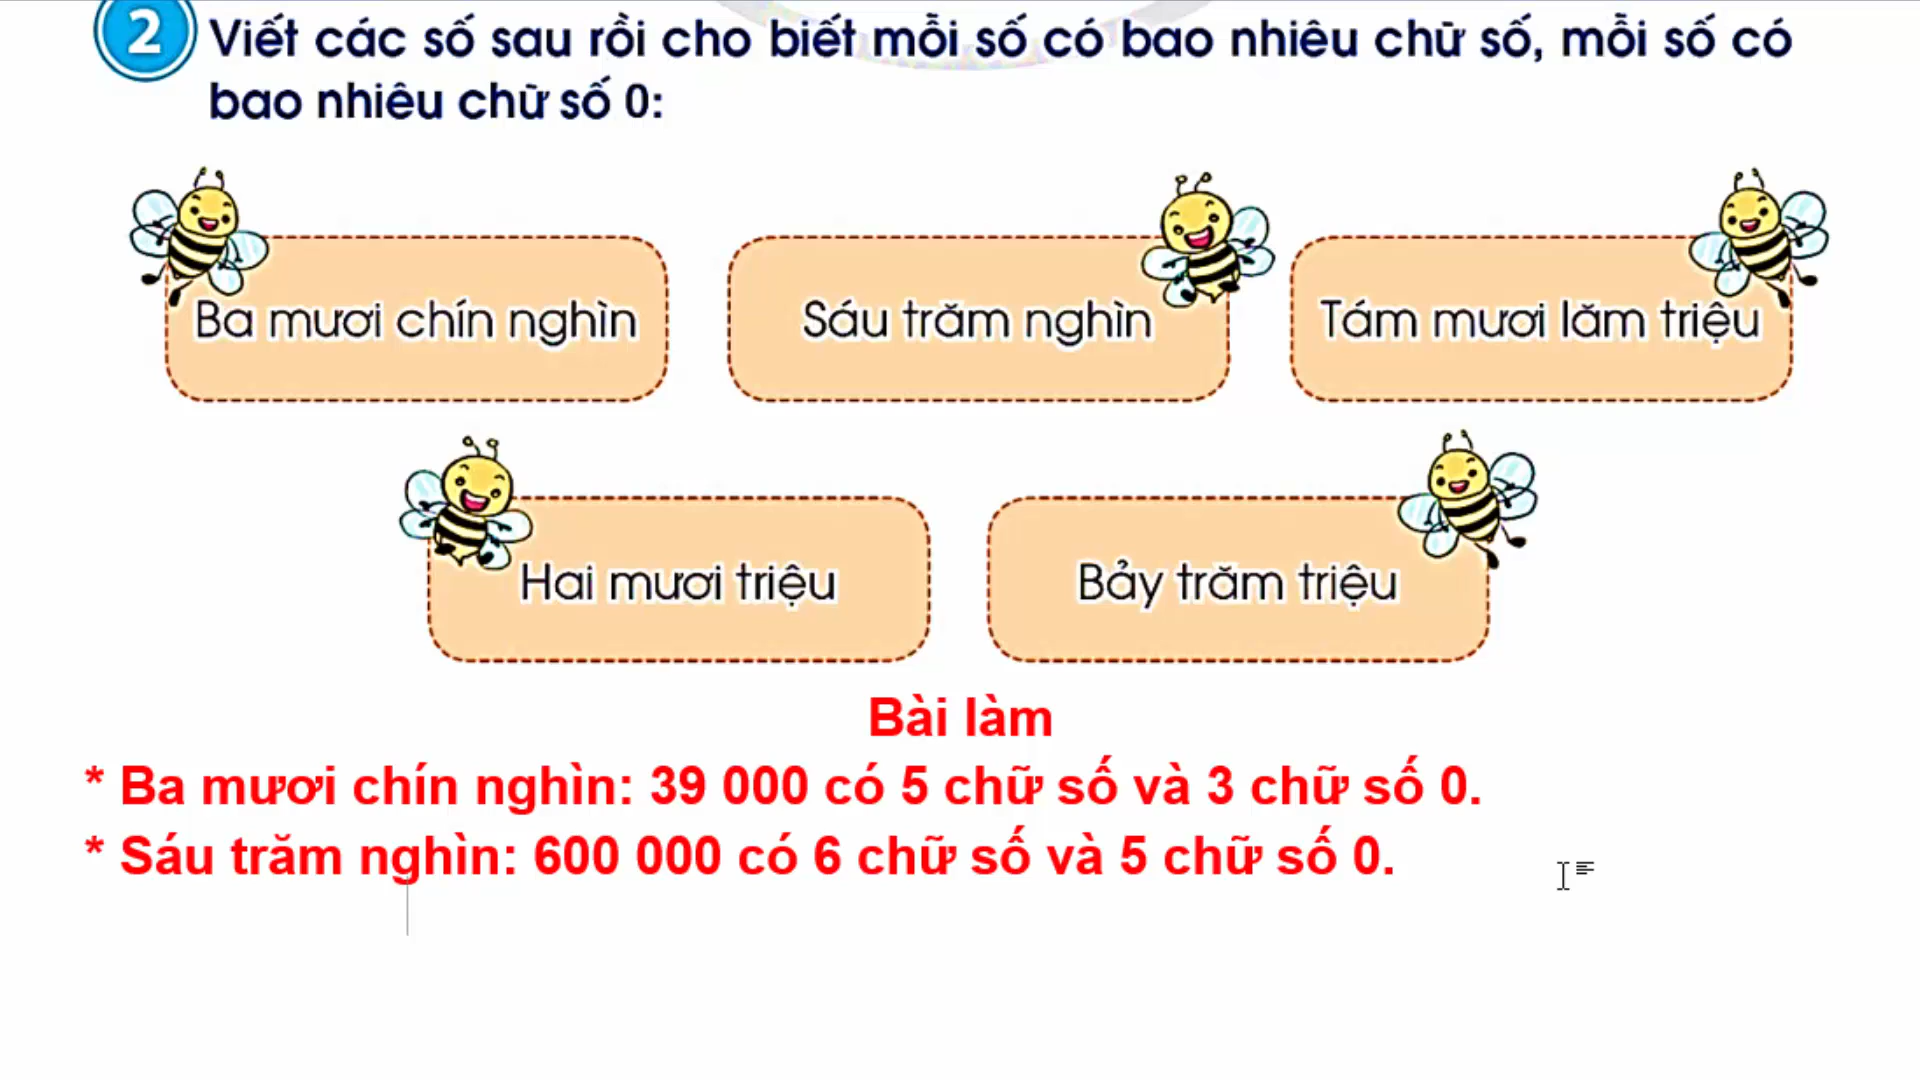 2 Viết các số sau rồi cho biết mỗi số có bao nhiêu chữ số, mỗi số có
bao nhiêu chữ số 0:
Ba mươi chín nghìn
Sáu trăm nghìn
Tám mươi lăm triệu
Hai mươi triệu
Bảy trăm triệu
Bài làm
* Ba mươi chín nghìn: 39 000 có 5 chữ số và 3 chữ số 0.
* Sáu trăm nghìn: 600 000 có 6 chữ số và 5 chữ số 0.